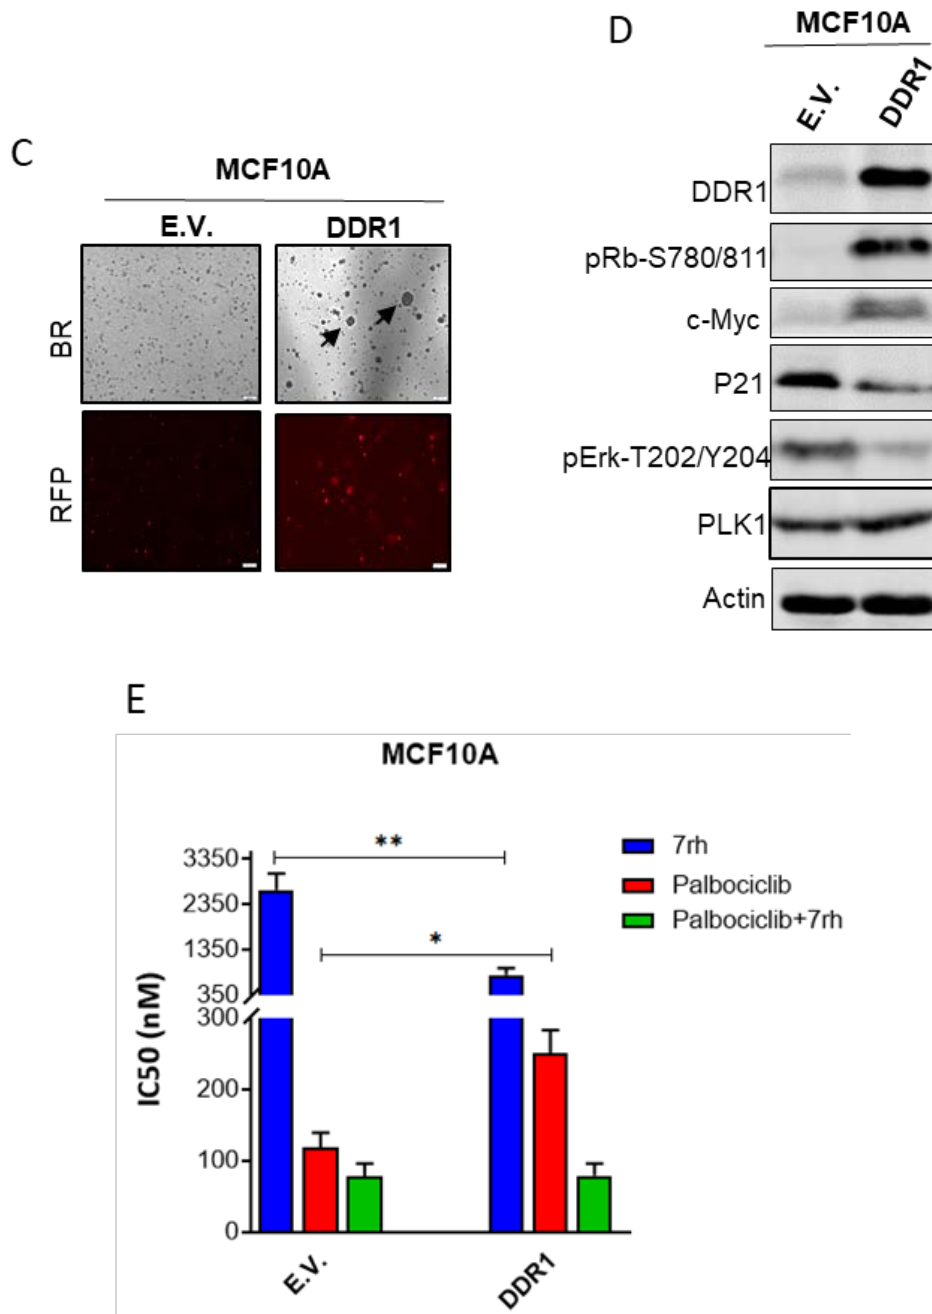 D
MCF10A
E.V.
DDR1
DDR1
pRb-S780/811
c-Myc
P21
pErk-T202/Y204
PLK1
Actin
C
MCF10A
E.V.
DDR1
BR
RFP
E
MCF10A
**
*
7rh
Palbociclib
Palbociclib+7rh
IC50 (nM)
3350
2350
1350
350
300
200
100
0
E.V.
DDR1